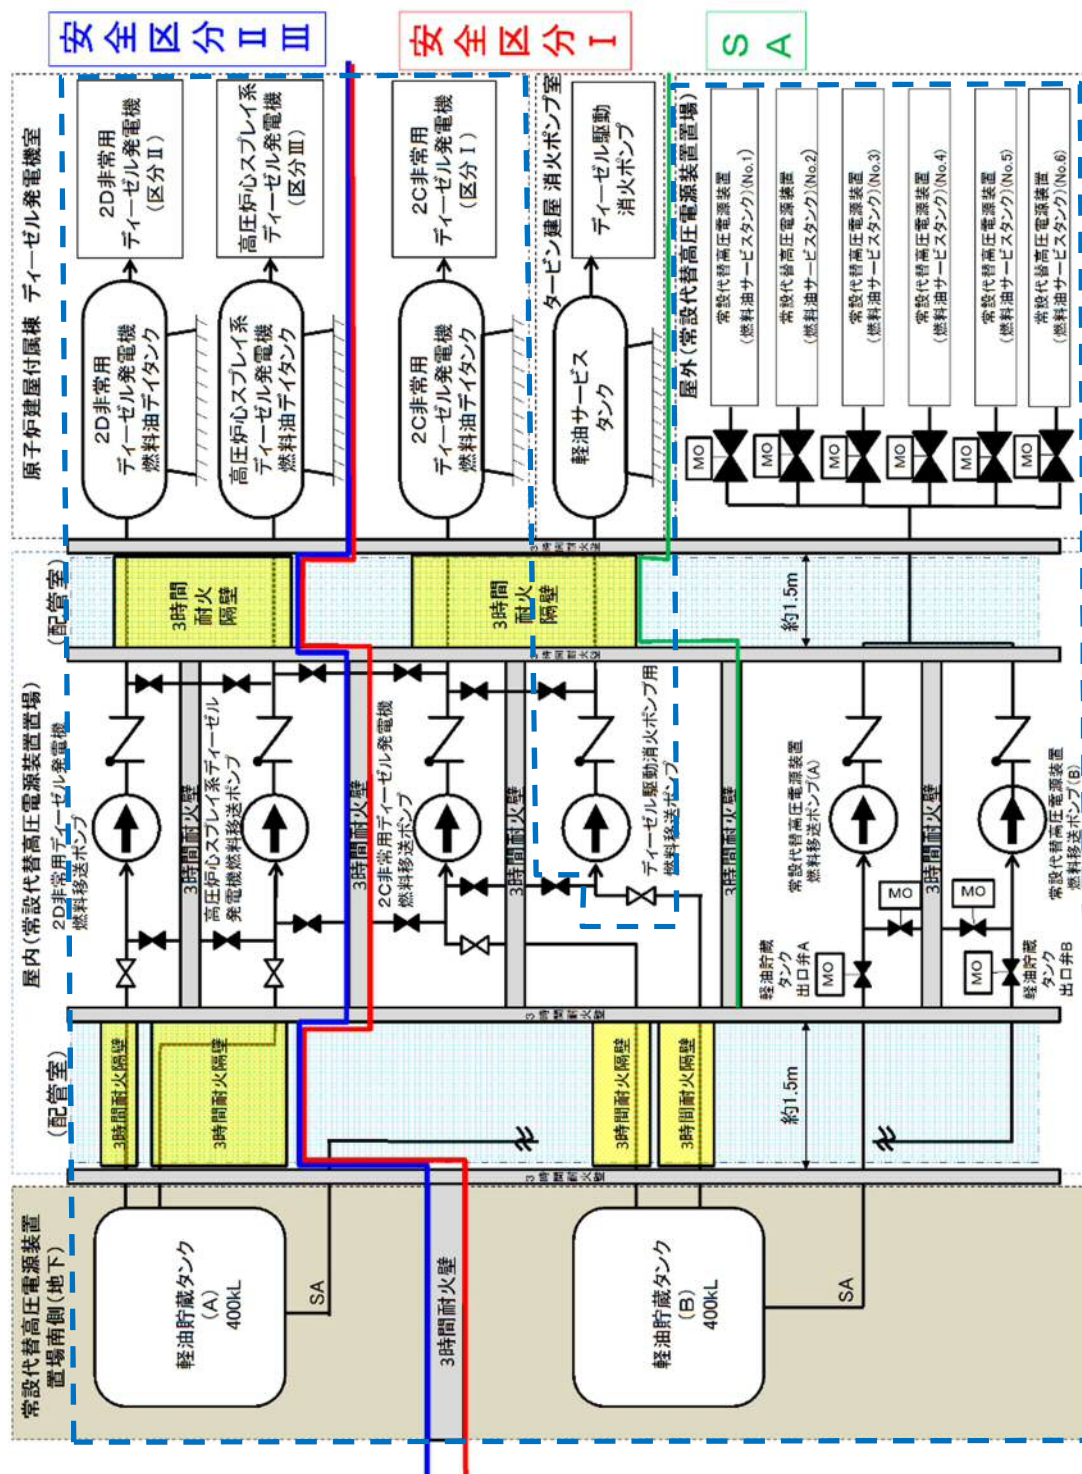 安全区分ⅡⅢ
安全区分Ⅰ
SA
原子炉建屋付属棟 ディーゼル発電機室
2D非常用
ディーゼル発電機
(区分Ⅱ)
高圧炉心スプレイ系
ディーゼル発電機
(区分Ⅲ)
2C非常用
ディーゼル発電機
(区分Ⅰ)
タービン建屋 消火ポンプ室
ディーゼル駆動
消火ポンプ
屋外(常設代替高圧電源装置置場)
常設代替高圧電源装置
(燃料油サービスタンク)(No.1)
常設代替高圧電源装置
(燃料油サービスタンク)(No.2)
常設代替高圧電源装置
(燃料油サービスタンク)(No.3)
常設代替高圧電源装置
(燃料油サービスタンク)(No.4)
常設代替高圧電源装置
(燃料油サービスタンク)(No.5)
常設代替高圧電源装置
(燃料油サービスタンク)(No.6)
2D非常用
ディーゼル発電機
燃料油デイタンク
高圧炉心スプレイ系
ディーゼル発電機
燃料油デイタンク
2C非常用
ディーゼル発電機
燃料油デイタンク
軽油サービス
タンク
MO
MO
MO
MO
MO
MO
3時間耐火壁
(配管室)
3時間
耐火
隔壁
3時間
耐火
隔壁
約1.5m
3時間耐火壁
屋内(常設代替高圧電源装置置場)
2D非常用ディーゼル発電機
燃料移送ポンプ
3時間耐火壁
高圧炉心スプレイ系ディーゼル
発電機燃料移送ポンプ
3時間耐火壁
2C非常用ディーゼル発電機
燃料移送ポンプ
3時間耐火壁
ディーゼル駆動消火ポンプ用
燃料移送ポンプ
3時間耐火壁
常設代替高圧電源装置
燃料移送ポンプ(A)
3時間耐火壁
常設代替高圧電源装置
燃料移送ポンプ(B)
MO
MO
軽油貯蔵
タンク
出口弁A
MO
軽油貯蔵
タンク
出口弁B
MO
3時間耐火壁
(配管室)
3時間耐火隔壁
3時間耐火隔壁
3時間耐火隔壁
3時間耐火隔壁
約1.5m
3時間耐火壁
常設代替高圧電源装置
置場南側(地下)
軽油貯蔵タンク
(A)
400kL
SA
3時間耐火壁
軽油貯蔵タンク
(B)
400kL
SA